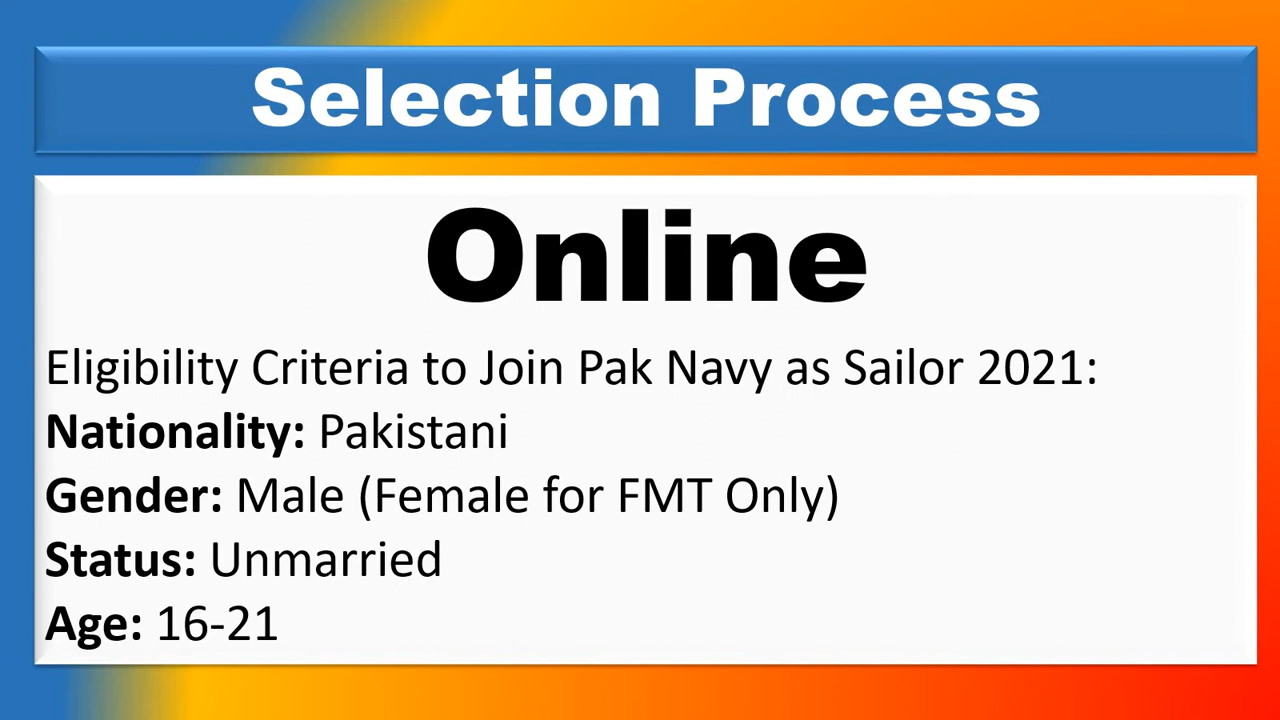 Selection Process
Online
Eligibility Criteria to Join Pak Navy as Sailor 2021:
Nationality: Pakistani
Gender: Male (Female for FMT Only)
Status: Unmarried
Age: 16-21